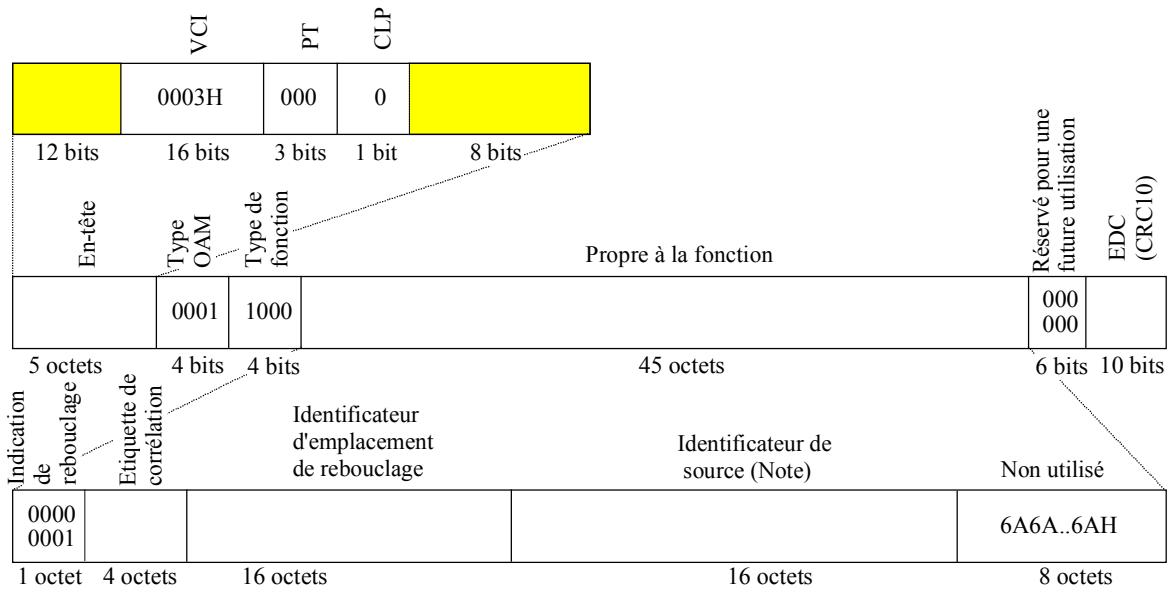 VCI
PT
CLP
0003H
000
0
12 bits
16 bits
3 bits
1 bit
8 bits
En-tête
Type
OAM
Type de
fonction
Propre à la fonction
Réservé pour une
future utilisation
EDC
(CRC10)
0001
1000
000
000
5 octets
4 bits
4 bits
45 octets
6 bits
10 bits
Indication
de
rebouclage
Etiquette de
corrélation
Identificateur
d'emplacement
de rebouclage
Identificateur de
source (Note)
Non utilisé
0000
0001
6A6A..6AH
1 octet
4 octets
16 octets
16 octets
8 octets